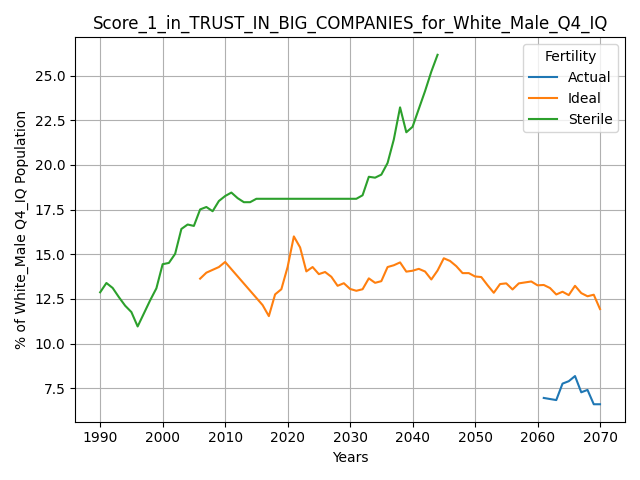 Score_1_in_TRUST_IN_BIG_COMPANIES_for_White_Male_Q4_IQ
Fertility
Actual
Ideal
Sterile
% of White_Male Q4_IQ Population
25.0
22.5
20.0
17.5
15.0
12.5
10.0
7.5
1990 2000 2010 2020 2030 2040 2050 2060 2070
Years